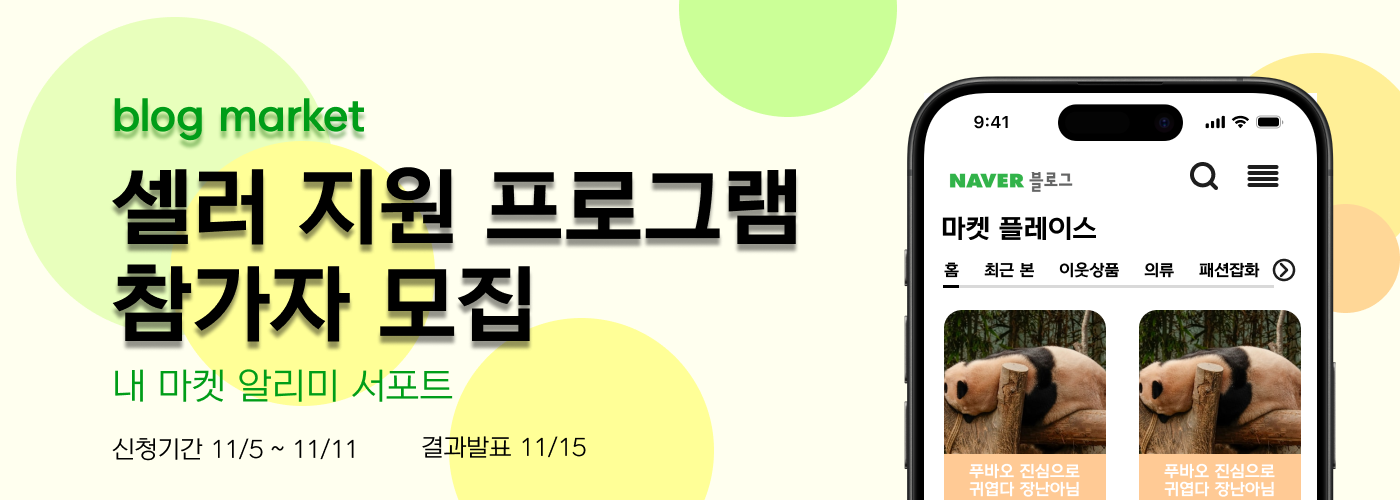 blog market
셀러 지원 프로그램
참가자 모집
내 마켓 알리미 서포트
신청기간 11/5 ~ 11/11
결과발표 11/15
9:41
NAVER 블로그
마켓 플레이스
홈 최근 본 이웃상품 의류 패션잡화
푸바오 진심으로
귀엽다 장난아님
푸바오 진심으로
귀엽다 장난아님